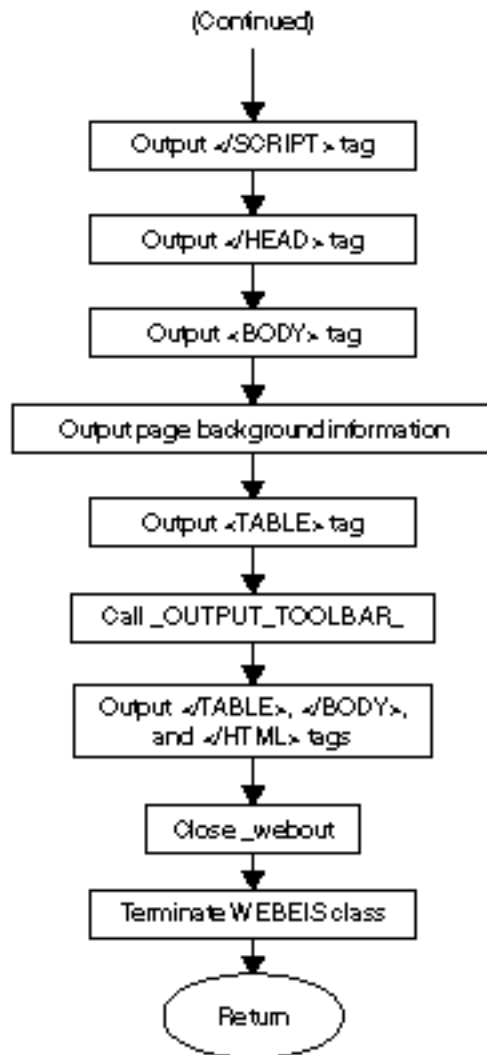 (Continued)
Output </SCRIPT> tag
Output </HEAD> tag
Output <BODY> tag
Output page background information
Output <TABLE> tag
Call _OUTPUT_TOOLBAR_
Output </TABLE>, </BODY>,
and </HTML> tags
Close _webout
Terminate WEBEIS class
Return